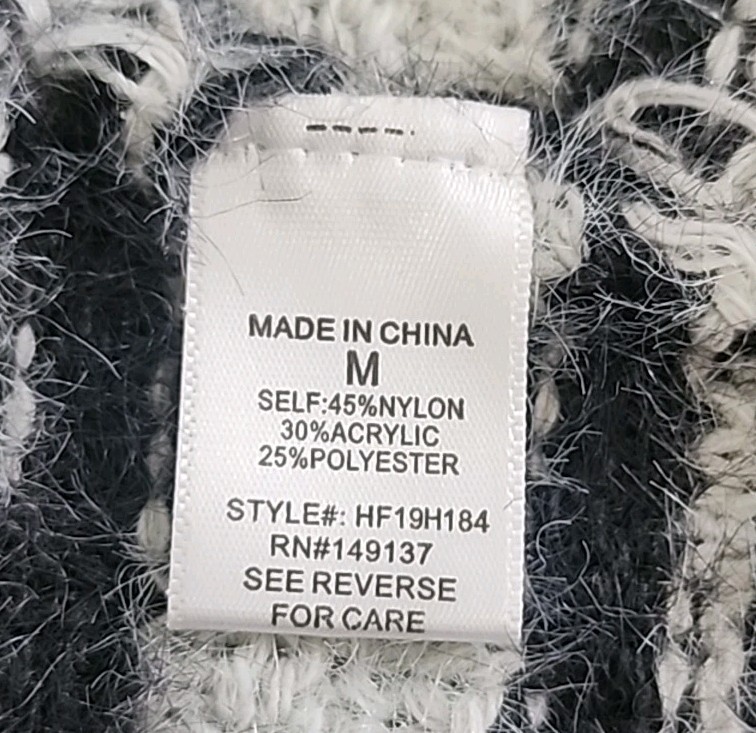 MADE IN CHINA
M
SELF:45%NYLON
30%ACRYLIC
25%POLYESTER
STYLE#: HF19H184
RN#149137
SEE REVERSE
FOR CARE